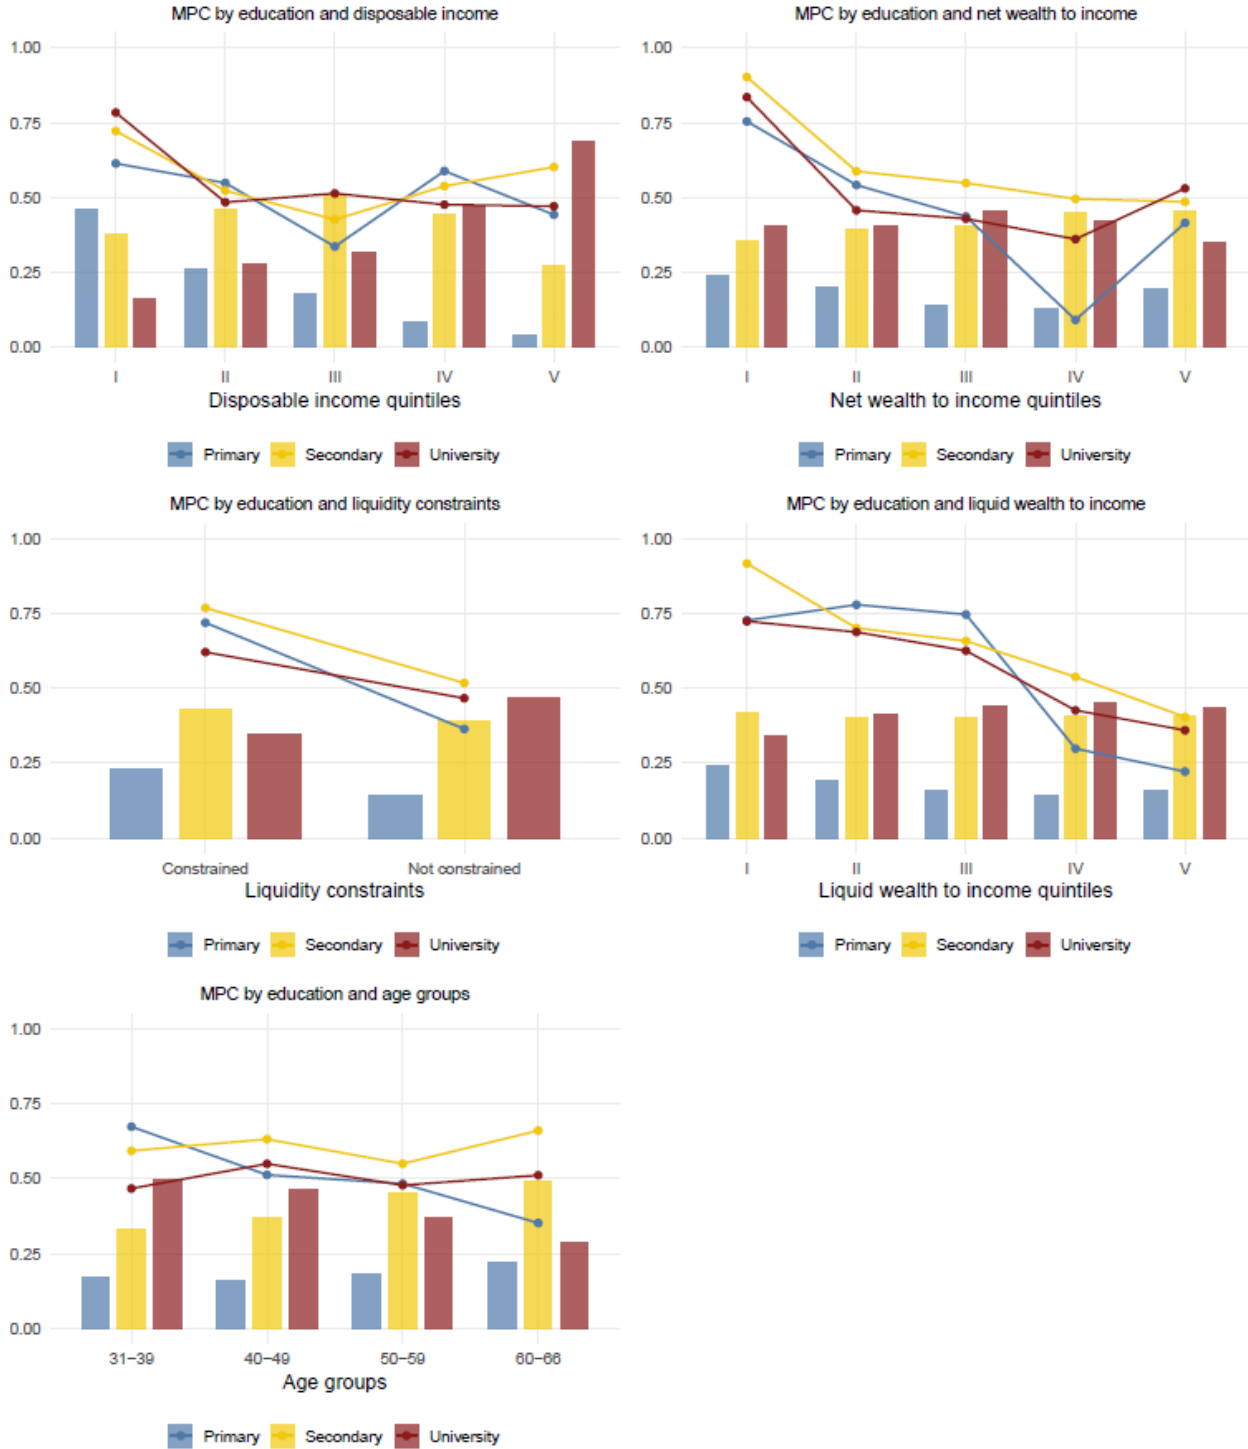 MPC by education and disposable income
1.00
0.75
0.50
0.25
0.00
I II III IV V
Disposable income quintiles
Primary Secondary University
MPC by education and net wealth to income
1.00
0.75
0.50
0.25
0.00
I II III IV V
Net wealth to income quintiles
Primary Secondary University
MPC by education and liquidity constraints
1.00
0.75
0.50
0.25
0.00
Constrained Not constrained
Liquidity constraints
Primary Secondary University
MPC by education and liquid wealth to income
1.00
0.75
0.50
0.25
0.00
I II III IV V
Liquid wealth to income quintiles
Primary Secondary University
MPC by education and age groups
1.00
0.75
0.50
0.25
0.00
31–39 40–49 50–59 60–66
Age groups
Primary Secondary University